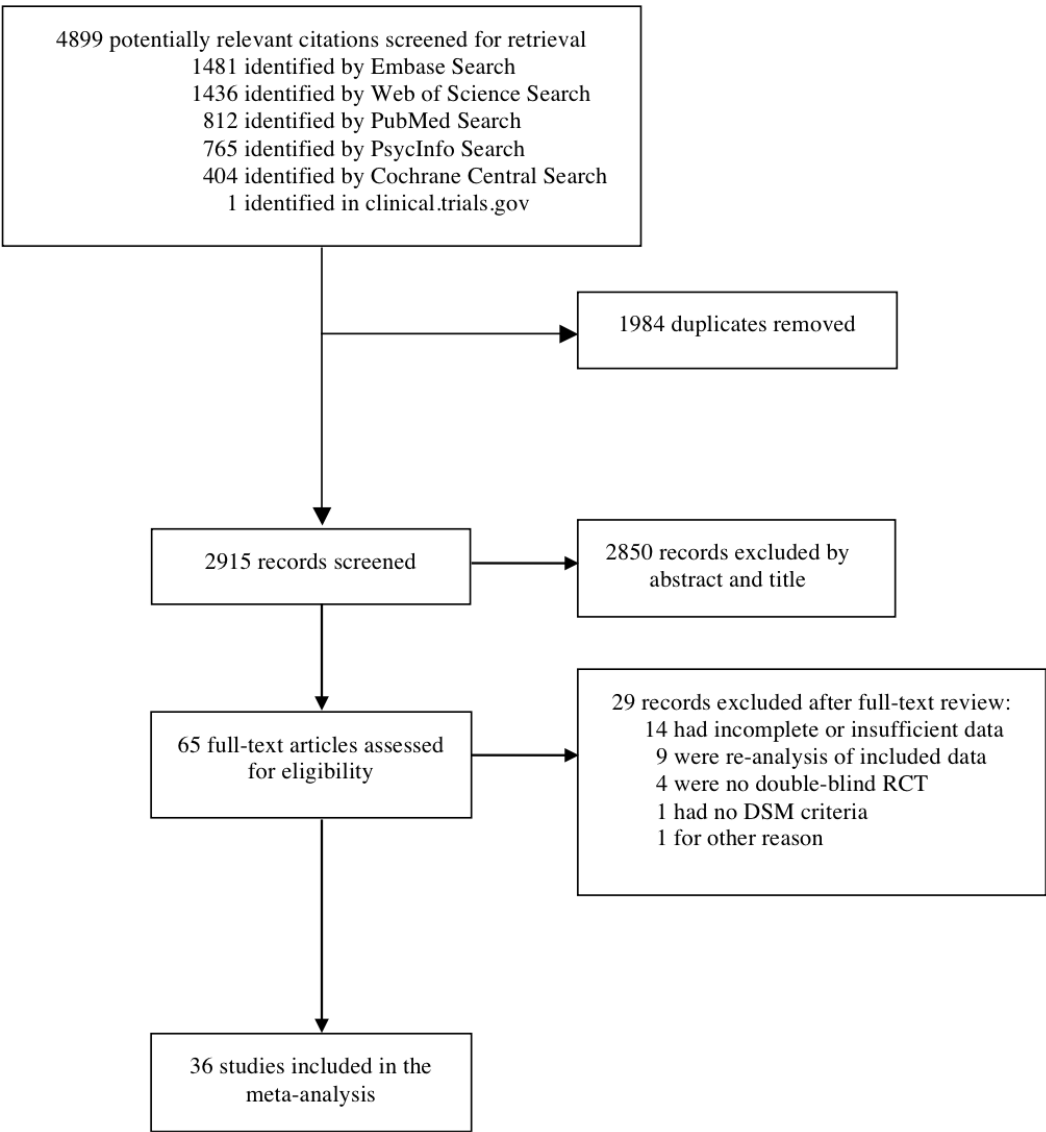 4899 potentially relevant citations screened for retrieval
1481 identified by Embase Search
1436 identified by Web of Science Search
812 identified by PubMed Search
765 identified by PsycInfo Search
404 identified by Cochrane Central Search
1 identified in clinical.trials.gov
1984 duplicates removed
2915 records screened
2850 records excluded by
abstract and title
65 full-text articles assessed
for eligibility
29 records excluded after full-text review:
14 had incomplete or insufficient data
9 were re-analysis of included data
4 were no double-blind RCT
1 had no DSM criteria
1 for other reason
36 studies included in the
meta-analysis